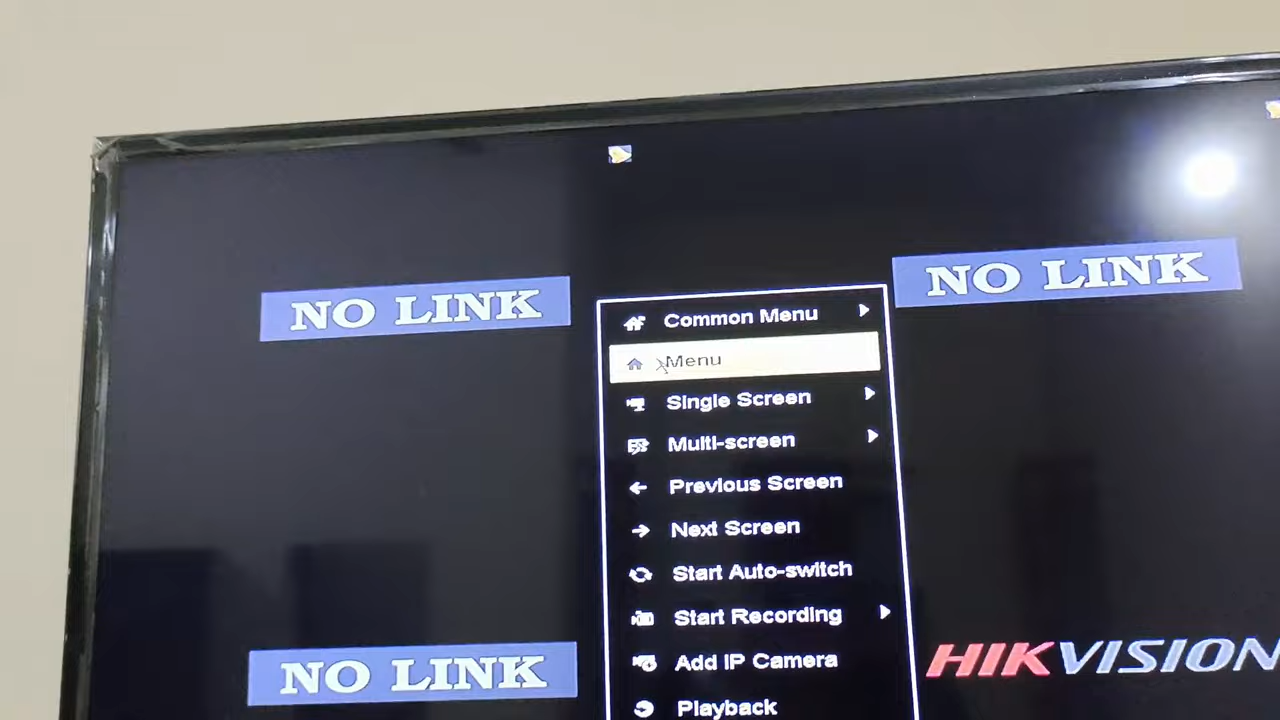 NO LINK
NO LINK
Common Menu
Menu
Single Screen
Multi-screen
Previous Screen
Next Screen
Start Auto-switch
Start Recording
Add IP Camera
Playback
NO LINK
HIKVISION